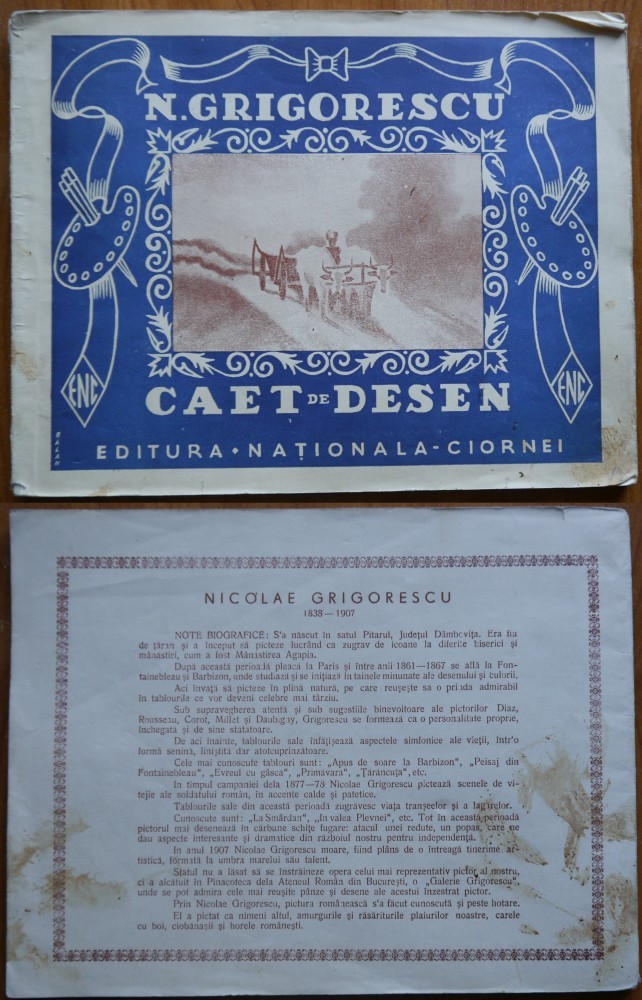 N. GRIGORESCU
ENC
ENC
CAET DE DESEN
EDITURA • NAȚIONALA - CIORNEI
BALAN
NICOLAE GRIGORESCU
1838—1907
NOTE BIOGRAFICE: S'a născut în satul Pitarul, Județul Dâmbovița. Era fiu
de țăran și a început să picteze lucrând ca zugrav de icoane la diferite biserici și
mănăstiri, cum a fost Mănăstirea Agapia.
După această perioadă pleacă la Paris și între anii 1861—1867 se află la Fon-
tainebleau și Barbizon, unde studiază și se inițiază în tainele minunate ale desenului și culorii.
Aci învață să picteze în plină natură, pe care reușește sa o prinda admirabil
în tablourile ce vor deveni celebre mai târziu.
Sub supravegherea atentă și sub sugestiile binevoitoare ale pictorilor Diaz,
Rousseau, Corot, Millet și Daubigny, Grigorescu se formează ca o personalitate proprie,
închegată și de sine stătătoare.
De aci înainte, tablourile sale înfățișează aspectele simfonice ale vieții, într'o
formă senină, liniștită dar atotcuprinzătoare.
Cele mai cunoscute tablouri sunt: „Apus de soare la Barbizon", „Peisaj din
Fontainebleau", „Evreul cu gâsca", „Primăvara", „Țărăncuța", etc.
In timpul campaniei dela 1877—78 Nicolae Grigorescu pictează scenele de vi-
tejie ale soldatului român, în accente calde și patetice.
Tablourile sale din această perioadă zugrăvesc viața tranșeelor și a lagărelor.
Cunoscute sunt: „La Smârdan", „In valea Plevnei", etc. Tot în această perioadă
pictorul mai desenează în cărbune schițe fugare: atacul unei redute, un popas, care ne
dau aspecte interesante și dramatice din războiul nostru pentru independență.
In anul 1907 Nicolae Grigorescu moare, fiind plâns de o întreagă tinerime ar-
tistică, formată la umbra marelui său talent.
Statul nu a lăsat să se înstrăineze opera celui mai reprezentativ pictor al nostru,
ci a alcătuit în Pinacoteca dela Ateneul Român din București, o „Galerie Grigorescu",
unde se pot admira cele mai reușite pânze și desene ale acestui înzestrat pictor.
Prin Nicolae Grigorescu, pictura românească s'a făcut cunoscută și peste hotare.
El a pictat ca nimeni altul, amurgurile și răsăriturile plaiurilor noastre, carele
cu boi, ciobănașii și horele românești.